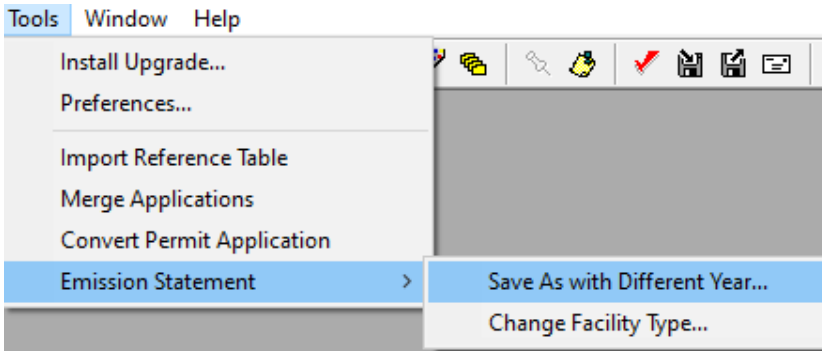 Tools Window Help
Install Upgrade...
Preferences...
Import Reference Table
Merge Applications
Convert Permit Application
Emission Statement
Save As with Different Year...
Change Facility Type...